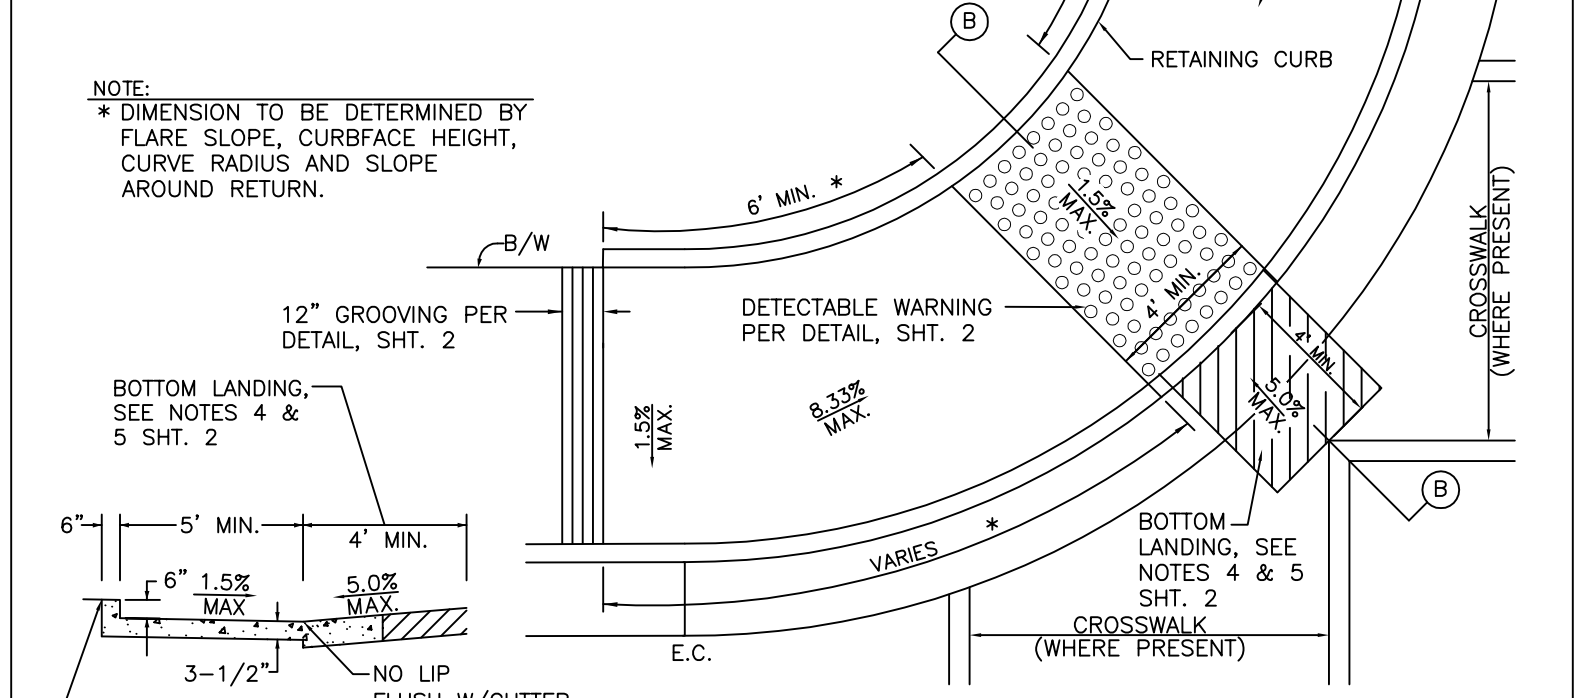 B
RETAINING CURB
NOTE:
* DIMENSION TO BE DETERMINED BY
FLARE SLOPE, CURBFACE HEIGHT,
CURVE RADIUS AND SLOPE
AROUND RETURN.
6' MIN. *
1.5%
MAX.
CROSSWALK
(WHERE PRESENT)
B/W
12" GROOVING PER
DETAIL, SHT. 2
DETECTABLE WARNING
PER DETAIL, SHT. 2
4' MIN.
4' MIN.
BOTTOM LANDING,
SEE NOTES 4 &
5 SHT. 2
1.5%
MAX.
8.33%
MAX.
5.0%
MAX.
B
6"
5' MIN.
4' MIN.
VARIES
*
BOTTOM
LANDING, SEE
NOTES 4 & 5
SHT. 2
6"
1.5%
MAX
5.0%
MAX.
CROSSWALK
(WHERE PRESENT)
E.C.
3-1/2"
NO LIP
FLUSH W/GUTTER